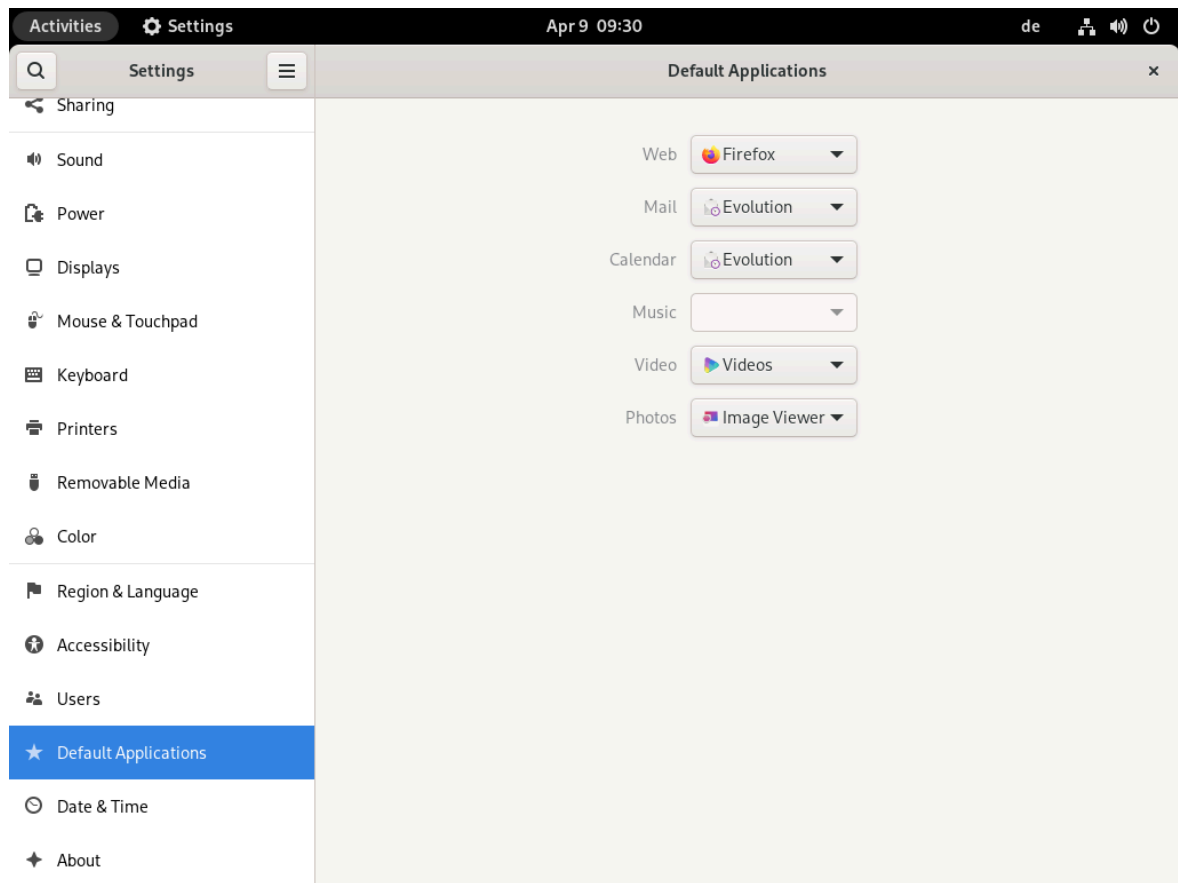 Activities Settings Apr 9 09:30 de
Settings Default Applications
Sharing
Sound
Power
Displays
Mouse & Touchpad
Keyboard
Printers
Removable Media
Color
Region & Language
Accessibility
Users
Default Applications
Date & Time
About
Web Firefox
Mail Evolution
Calendar Evolution
Music
Video Videos
Photos Image Viewer